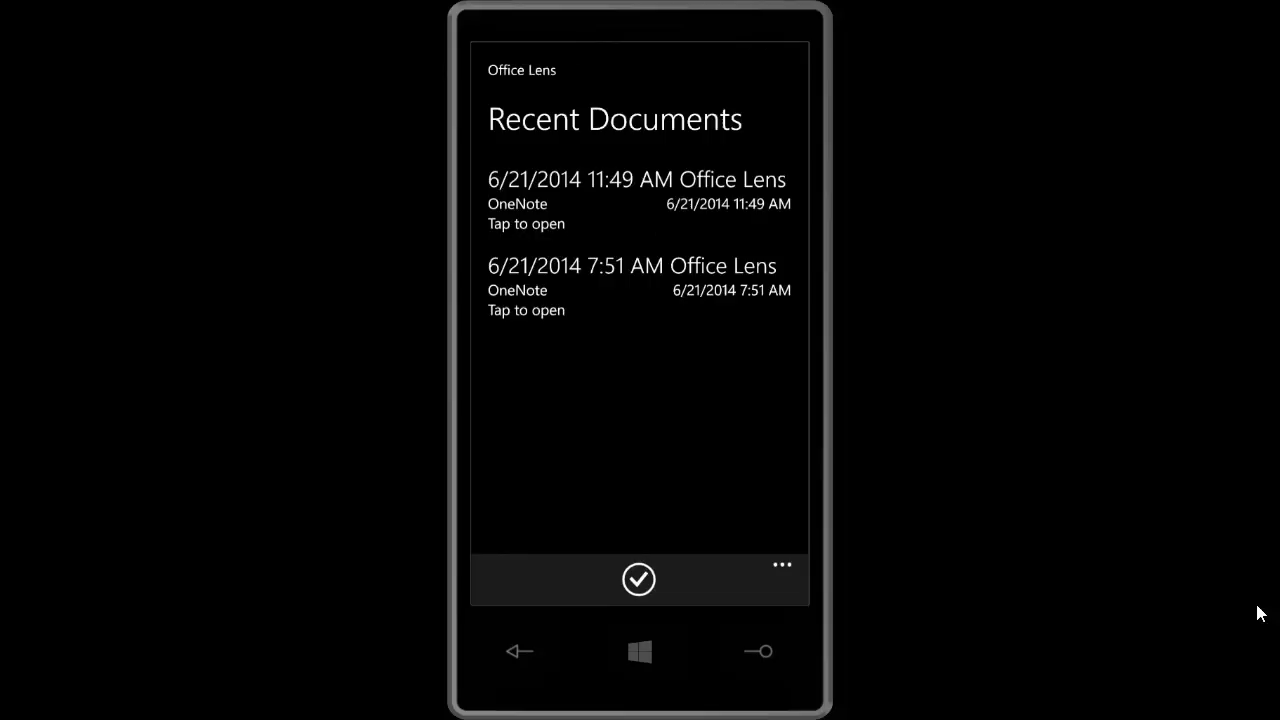 Office Lens
Recent Documents
6/21/2014 11:49 AM Office Lens
OneNote 6/21/2014 11:49 AM
Tap to open
6/21/2014 7:51 AM Office Lens
OneNote 6/21/2014 7:51 AM
Tap to open